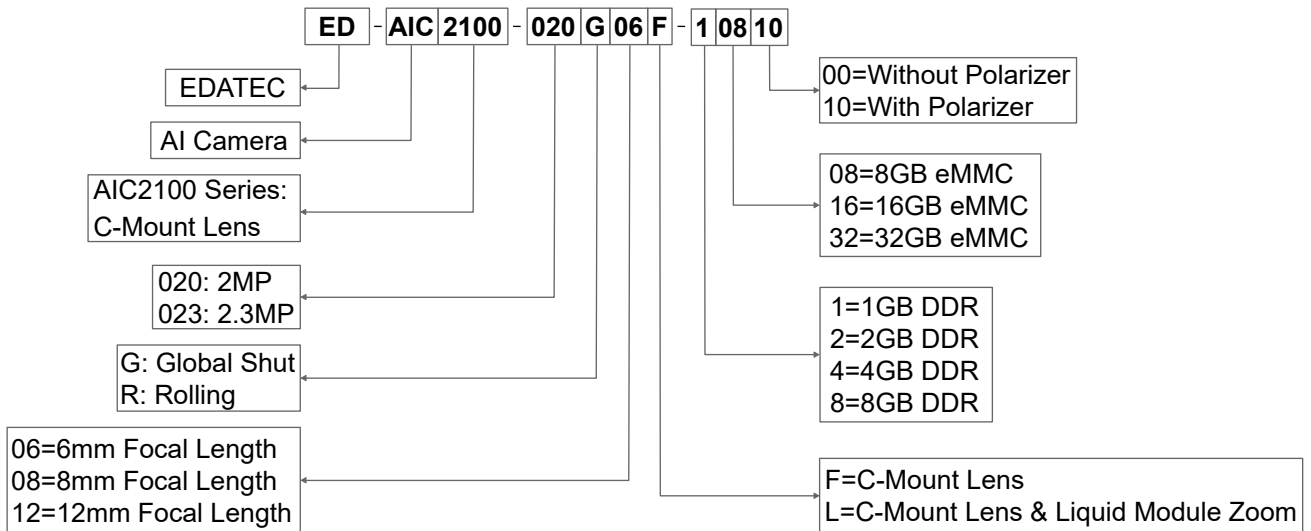 ED - AIC 2100 - 020 G 06 F - 1 08 10
EDATEC
AI Camera
AIC2100 Series:
C-Mount Lens
020: 2MP
023: 2.3MP
G: Global Shut
R: Rolling
06=6mm Focal Length
08=8mm Focal Length
12=12mm Focal Length
00=Without Polarizer
10=With Polarizer
08=8GB eMMC
16=16GB eMMC
32=32GB eMMC
1=1GB DDR
2=2GB DDR
4=4GB DDR
8=8GB DDR
F=C-Mount Lens
L=C-Mount Lens & Liquid Module Zoom